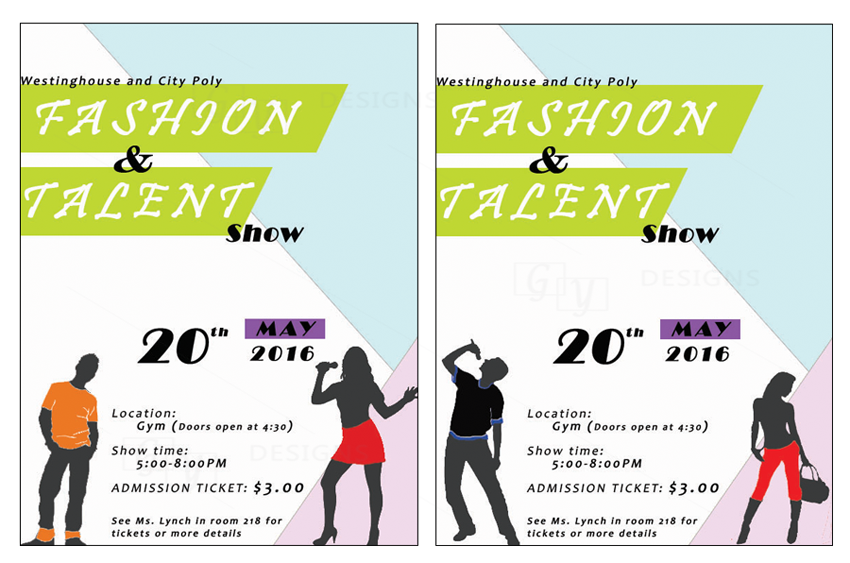 Westinghouse and City Poly
FASHION
&
TALENT
Show
20th MAY
2016
Location:
Gym (Doors open at 4:30)
Show time:
5:00-8:00PM
ADMISSION TICKET: $3.00
See Ms. Lynch in room 218 for
tickets or more details
DESIGNS
DESIGNS
Westinghouse and City Poly
FASHION
&
TALENT
Show
GY DESIGNS
20th MAY
2016
Location:
Gym (Doors open at 4:30)
Show time:
5:00-8:00PM
ADMISSION TICKET: $3.00
See Ms. Lynch in room 218 for
tickets or more details